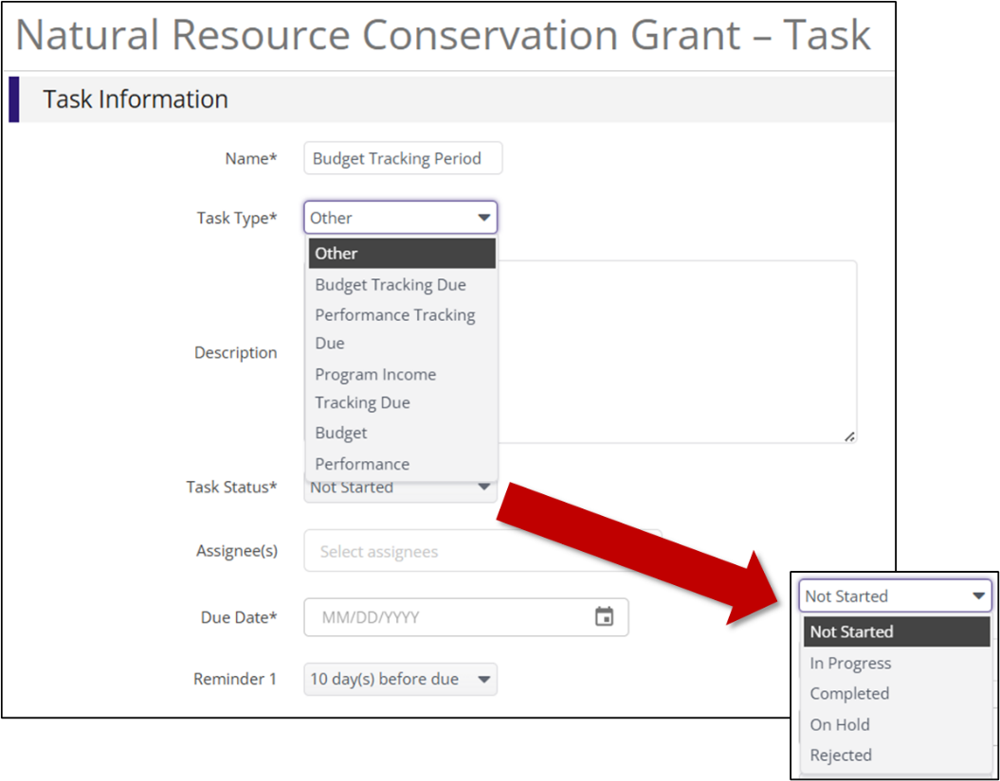 Natural Resource Conservation Grant – Task
Task Information
Name*
Budget Tracking Period
Task Type*
Other
Other
Budget Tracking Due
Performance Tracking
Due
Program Income
Tracking Due
Budget
Performance
Description
Task Status*
Not Started
Assignee(s)
Select assignees
Due Date*
MM/DD/YYYY
Reminder 1
10 day(s) before due
Not Started
Not Started
In Progress
Completed
On Hold
Rejected